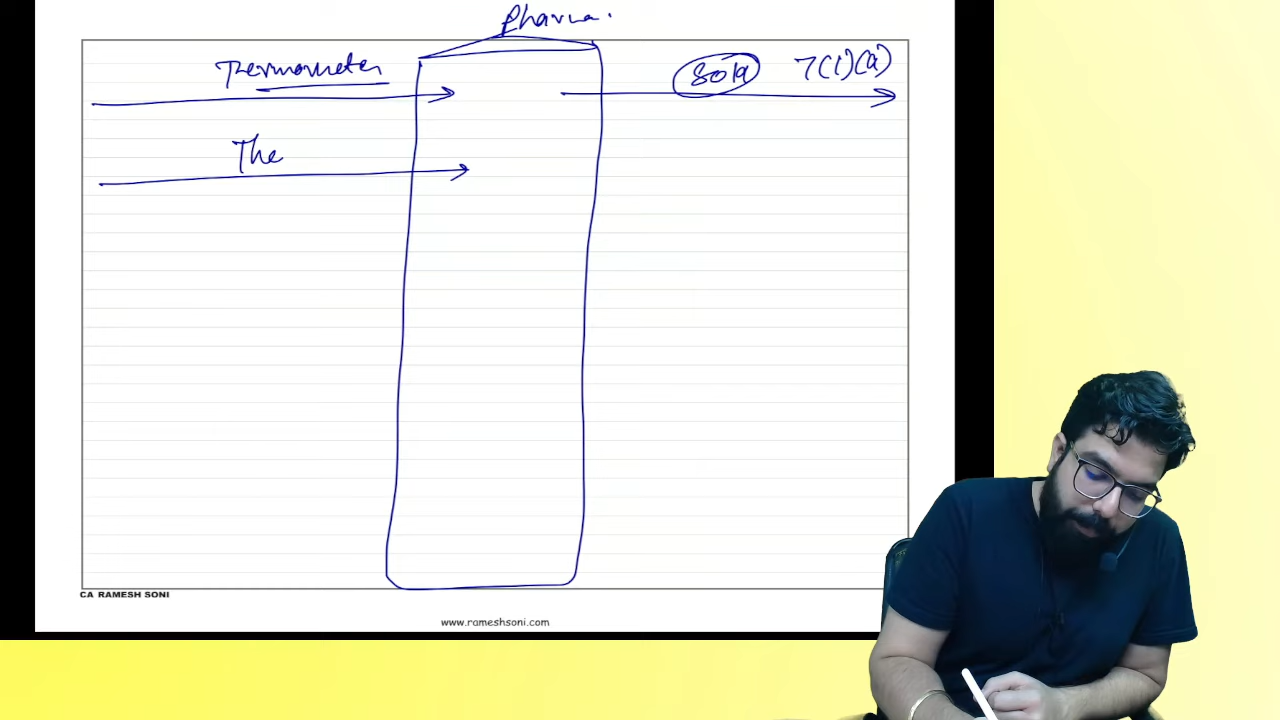 Pharma.
Thermometer
Sold 7(1)(a)
The
CA RAMESH SONI
www.rameshsoni.com